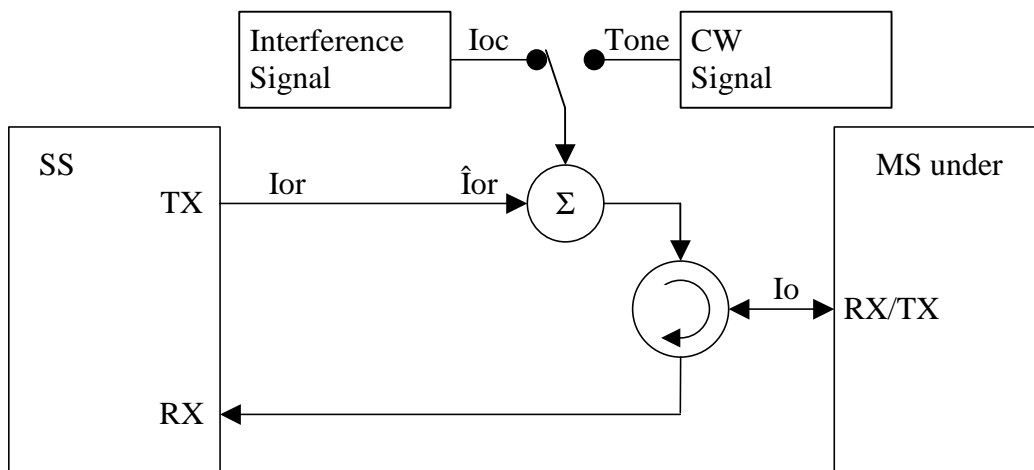 Interference
Signal
Ioc
Tone
CW
Signal
SS
MS under
TX
Ior
Îor
Σ
Io
RX/TX
RX